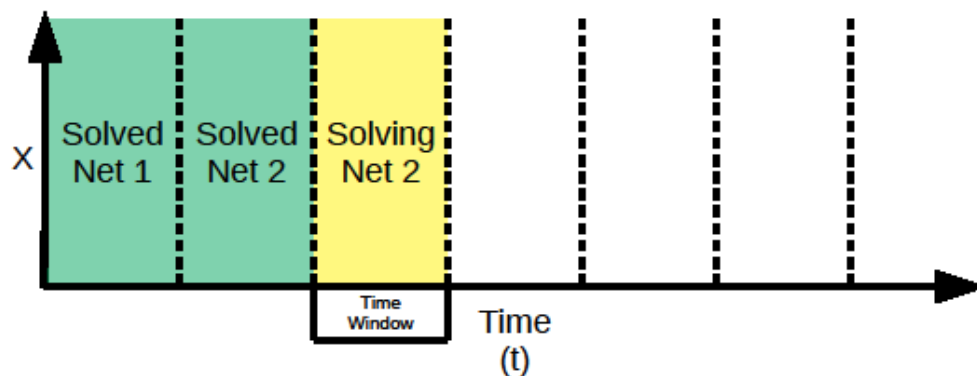 X
Solved
Net 1
Solved
Net 2
Solving
Net 2
Time
Window
Time
(t)